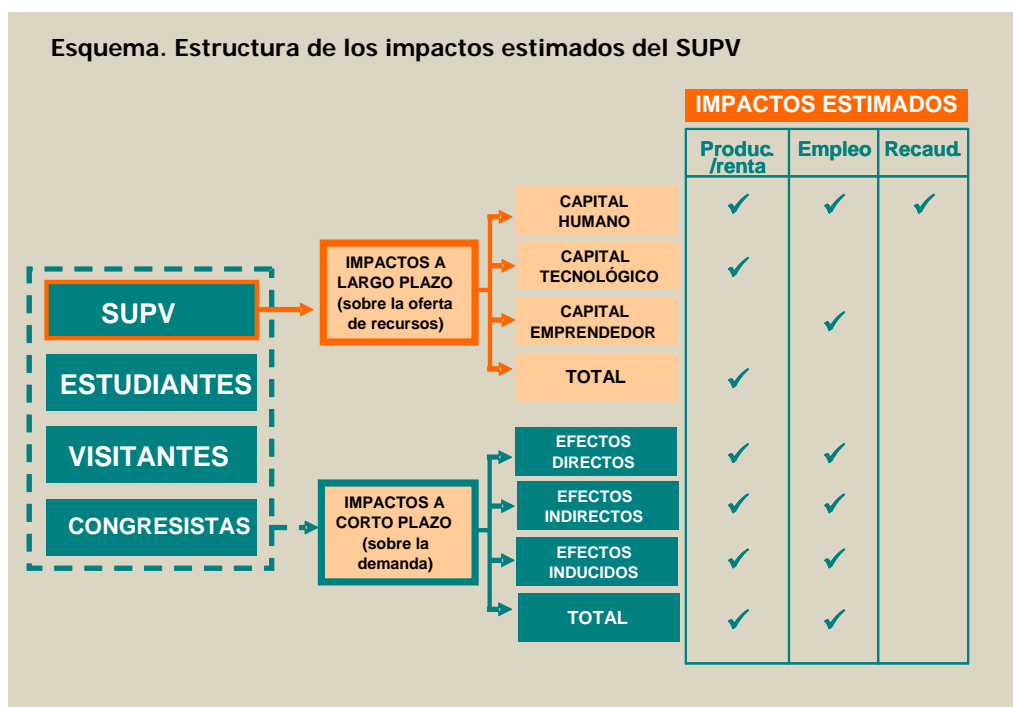 Esquema. Estructura de los impactos estimados del SUPV
IMPACTOS ESTIMADOS
Produc.
/renta
Empleo
Recaud.
SUPV
ESTUDIANTES
VISITANTES
CONGRESISTAS
IMPACTOS A
LARGO PLAZO
(sobre la oferta
de recursos)
CAPITAL
HUMANO
CAPITAL
TECNOLÓGICO
CAPITAL
EMPRENDEDOR
TOTAL
IMPACTOS A
CORTO PLAZO
(sobre la
demanda)
EFECTOS
DIRECTOS
EFECTOS
INDIRECTOS
EFECTOS
INDUCIDOS
TOTAL